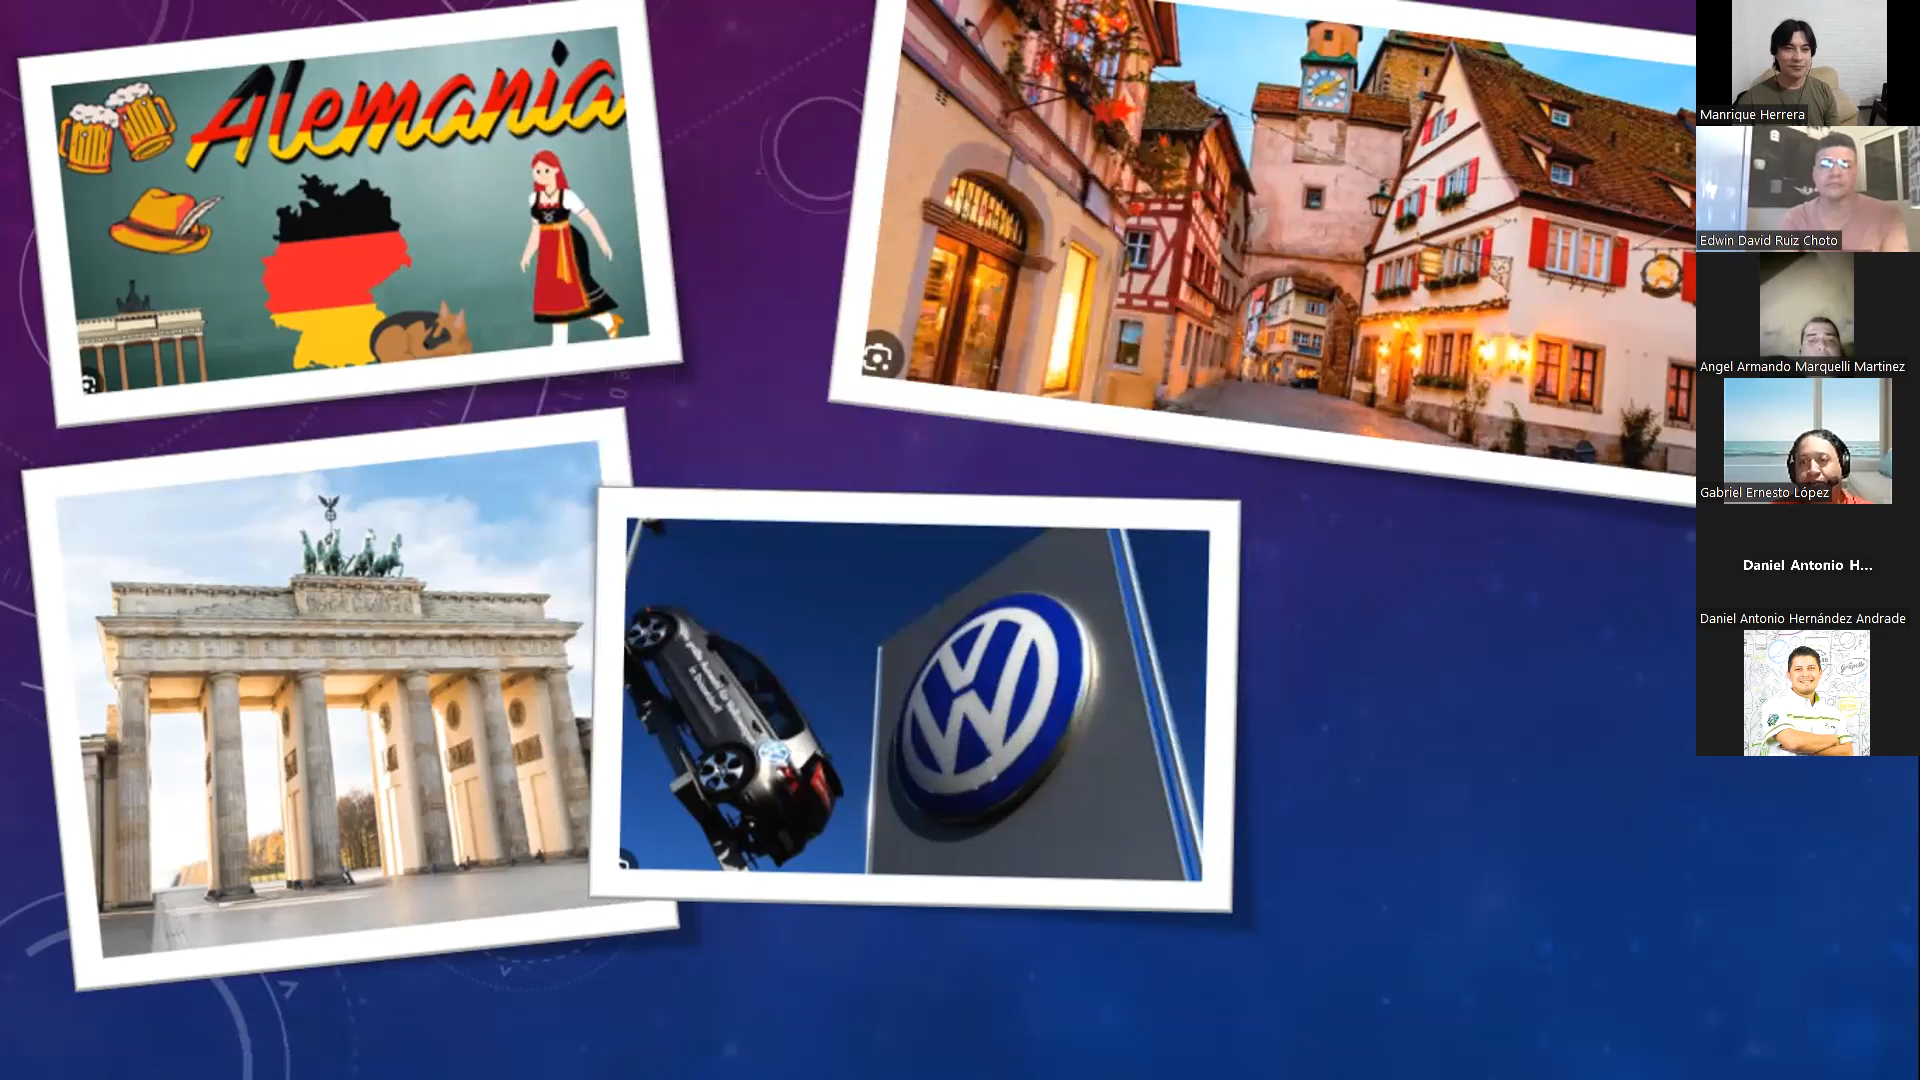 Alemania
VW
Manrique Herrera
Edwin David Ruiz Choto
Angel Armando Marquelli Martinez
Gabriel Ernesto López
Daniel Antonio H...
Daniel Antonio Hernández Andrade